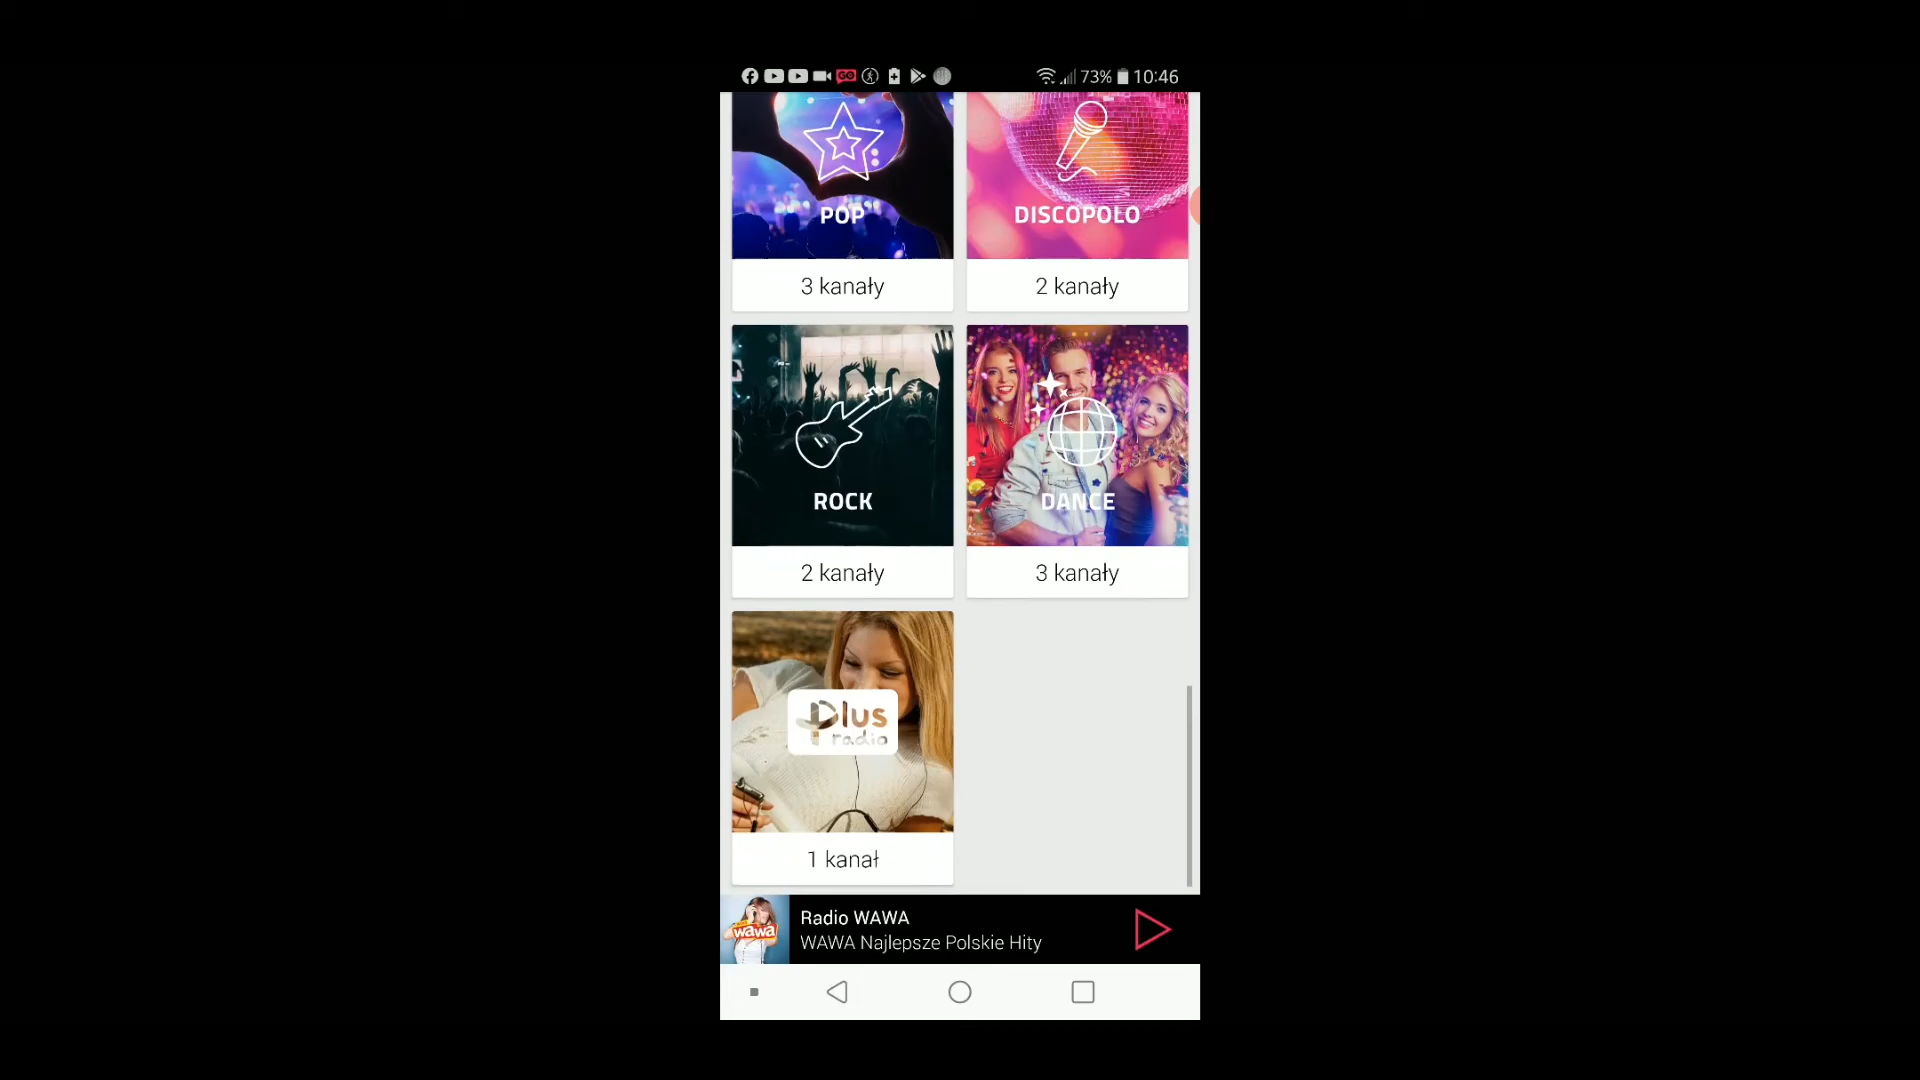 GO
73% 10:46
POP
DISCOPOLO
3 kanały
2 kanały
ROCK
DANCE
2 kanały
3 kanały
Plus
radio
1 kanał
wawa
Radio WAWA
WAWA Najlepsze Polskie Hity